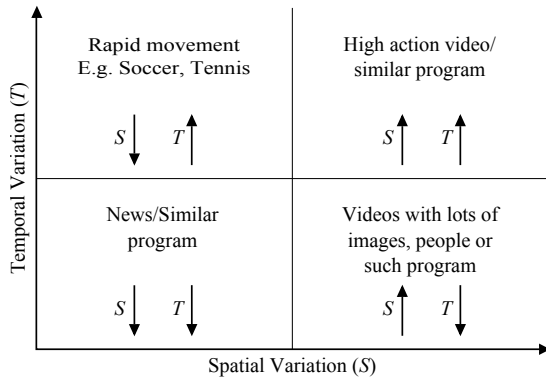 Temporal Variation (T)
Rapid movement
E.g. Soccer, Tennis
S T
High action video/
similar program
S T
News/Similar
program
S T
Videos with lots of
images, people or
such program
S T
Spatial Variation (S)